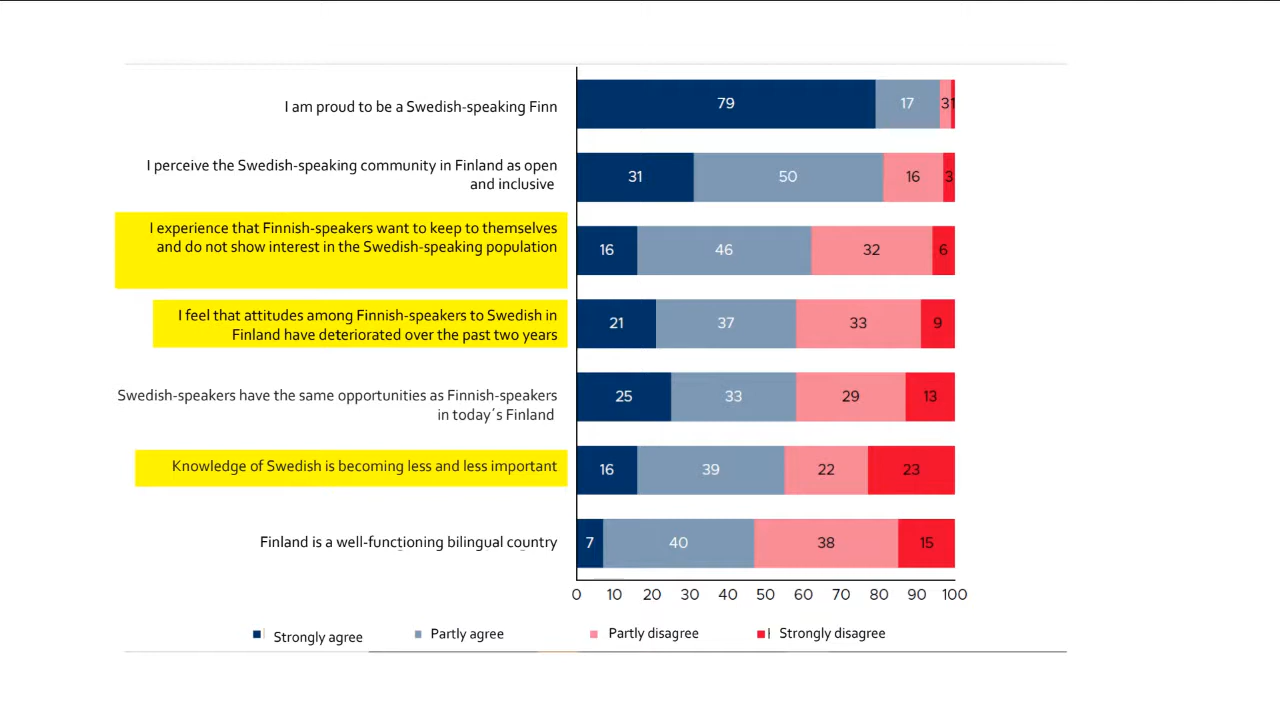 I am proud to be a Swedish-speaking Finn
79 17 3 1
I perceive the Swedish-speaking community in Finland as open
and inclusive
31 50 16 3
I experience that Finnish-speakers want to keep to themselves
and do not show interest in the Swedish-speaking population
16 46 32 6
I feel that attitudes among Finnish-speakers to Swedish in
Finland have deteriorated over the past two years
21 37 33 9
Swedish-speakers have the same opportunities as Finnish-speakers
in today´s Finland
25 33 29 13
Knowledge of Swedish is becoming less and less important
16 39 22 23
Finland is a well-functioning bilingual country
7 40 38 15
0 10 20 30 40 50 60 70 80 90 100
Strongly agree Partly agree Partly disagree Strongly disagree